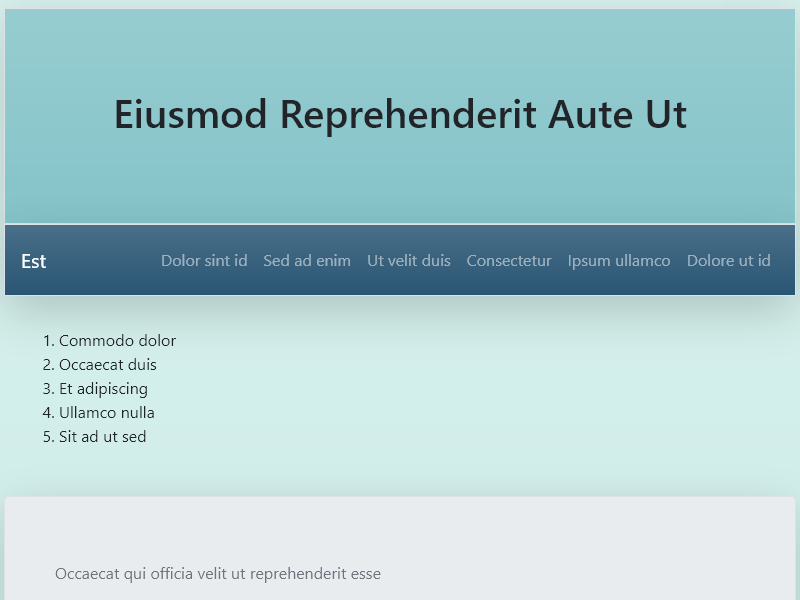 Eiusmod Reprehenderit Aute Ut
Est Dolor sint id Sed ad enim Ut velit duis Consectetur Ipsum ullamco Dolore ut id
1. Commodo dolor
2. Occaecat duis
3. Et adipiscing
4. Ullamco nulla
5. Sit ad ut sed
Occaecat qui officia velit ut reprehenderit esse